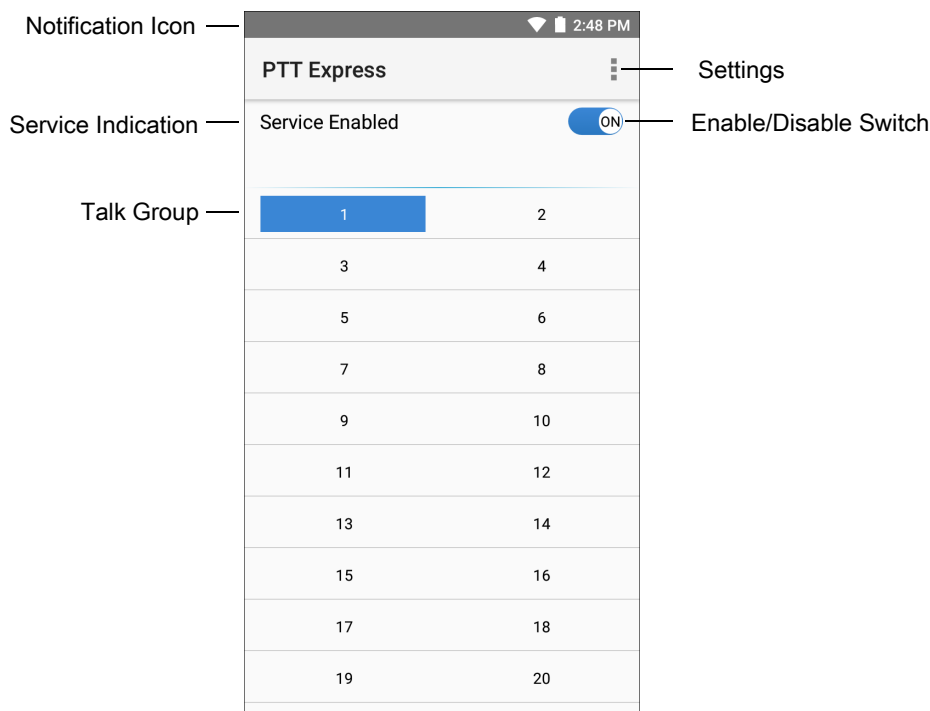 Notification Icon
2:48 PM
PTT Express
Settings
Service Indication
Service Enabled
ON
Enable/Disable Switch
Talk Group
1 2
3 4
5 6
7 8
9 10
11 12
13 14
15 16
17 18
19 20